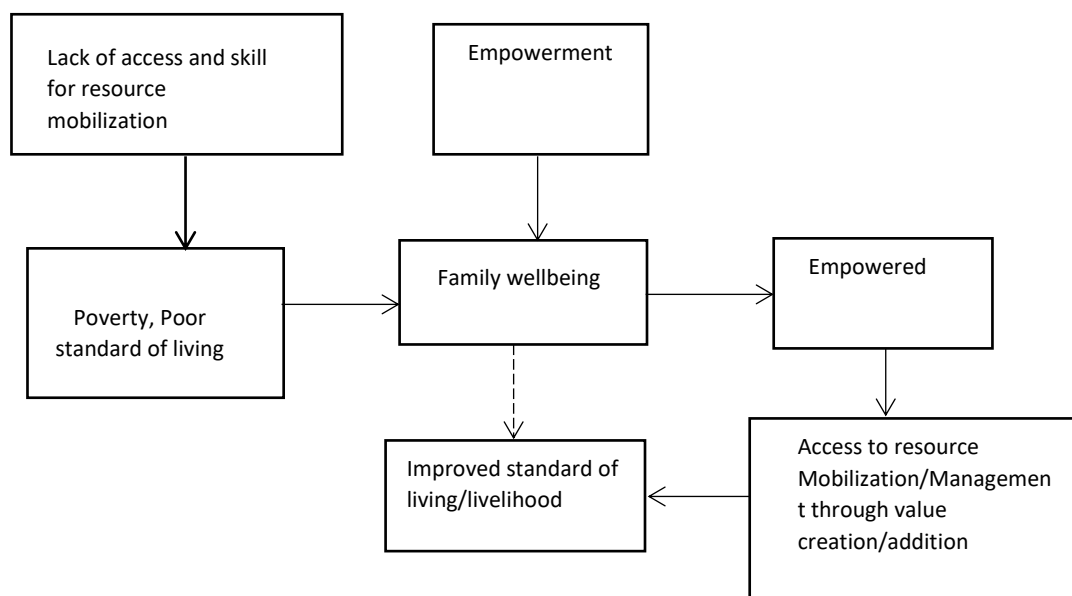 Lack of access and skill
for resource
mobilization
Empowerment
Poverty, Poor
standard of living
Family wellbeing
Empowered
Improved standard of
living/livelihood
Access to resource
Mobilization/Managemen
t through value
creation/addition